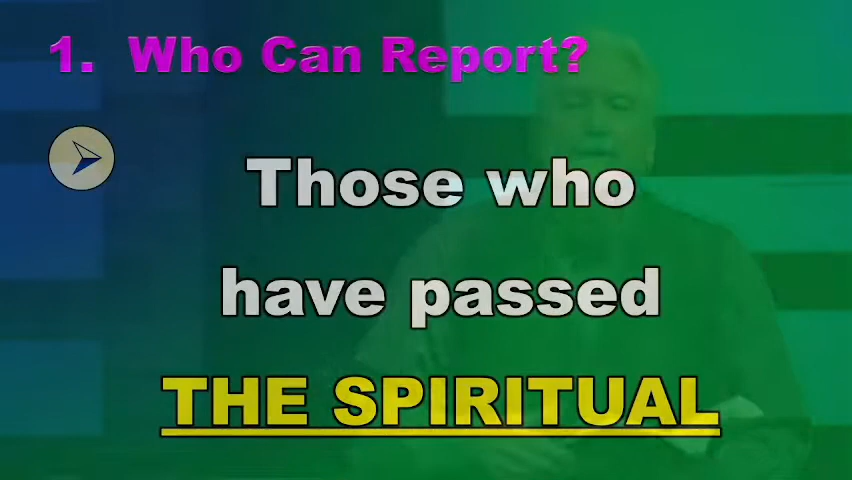 1. Who Can Report?
Those who
have passed
THE SPIRITUAL